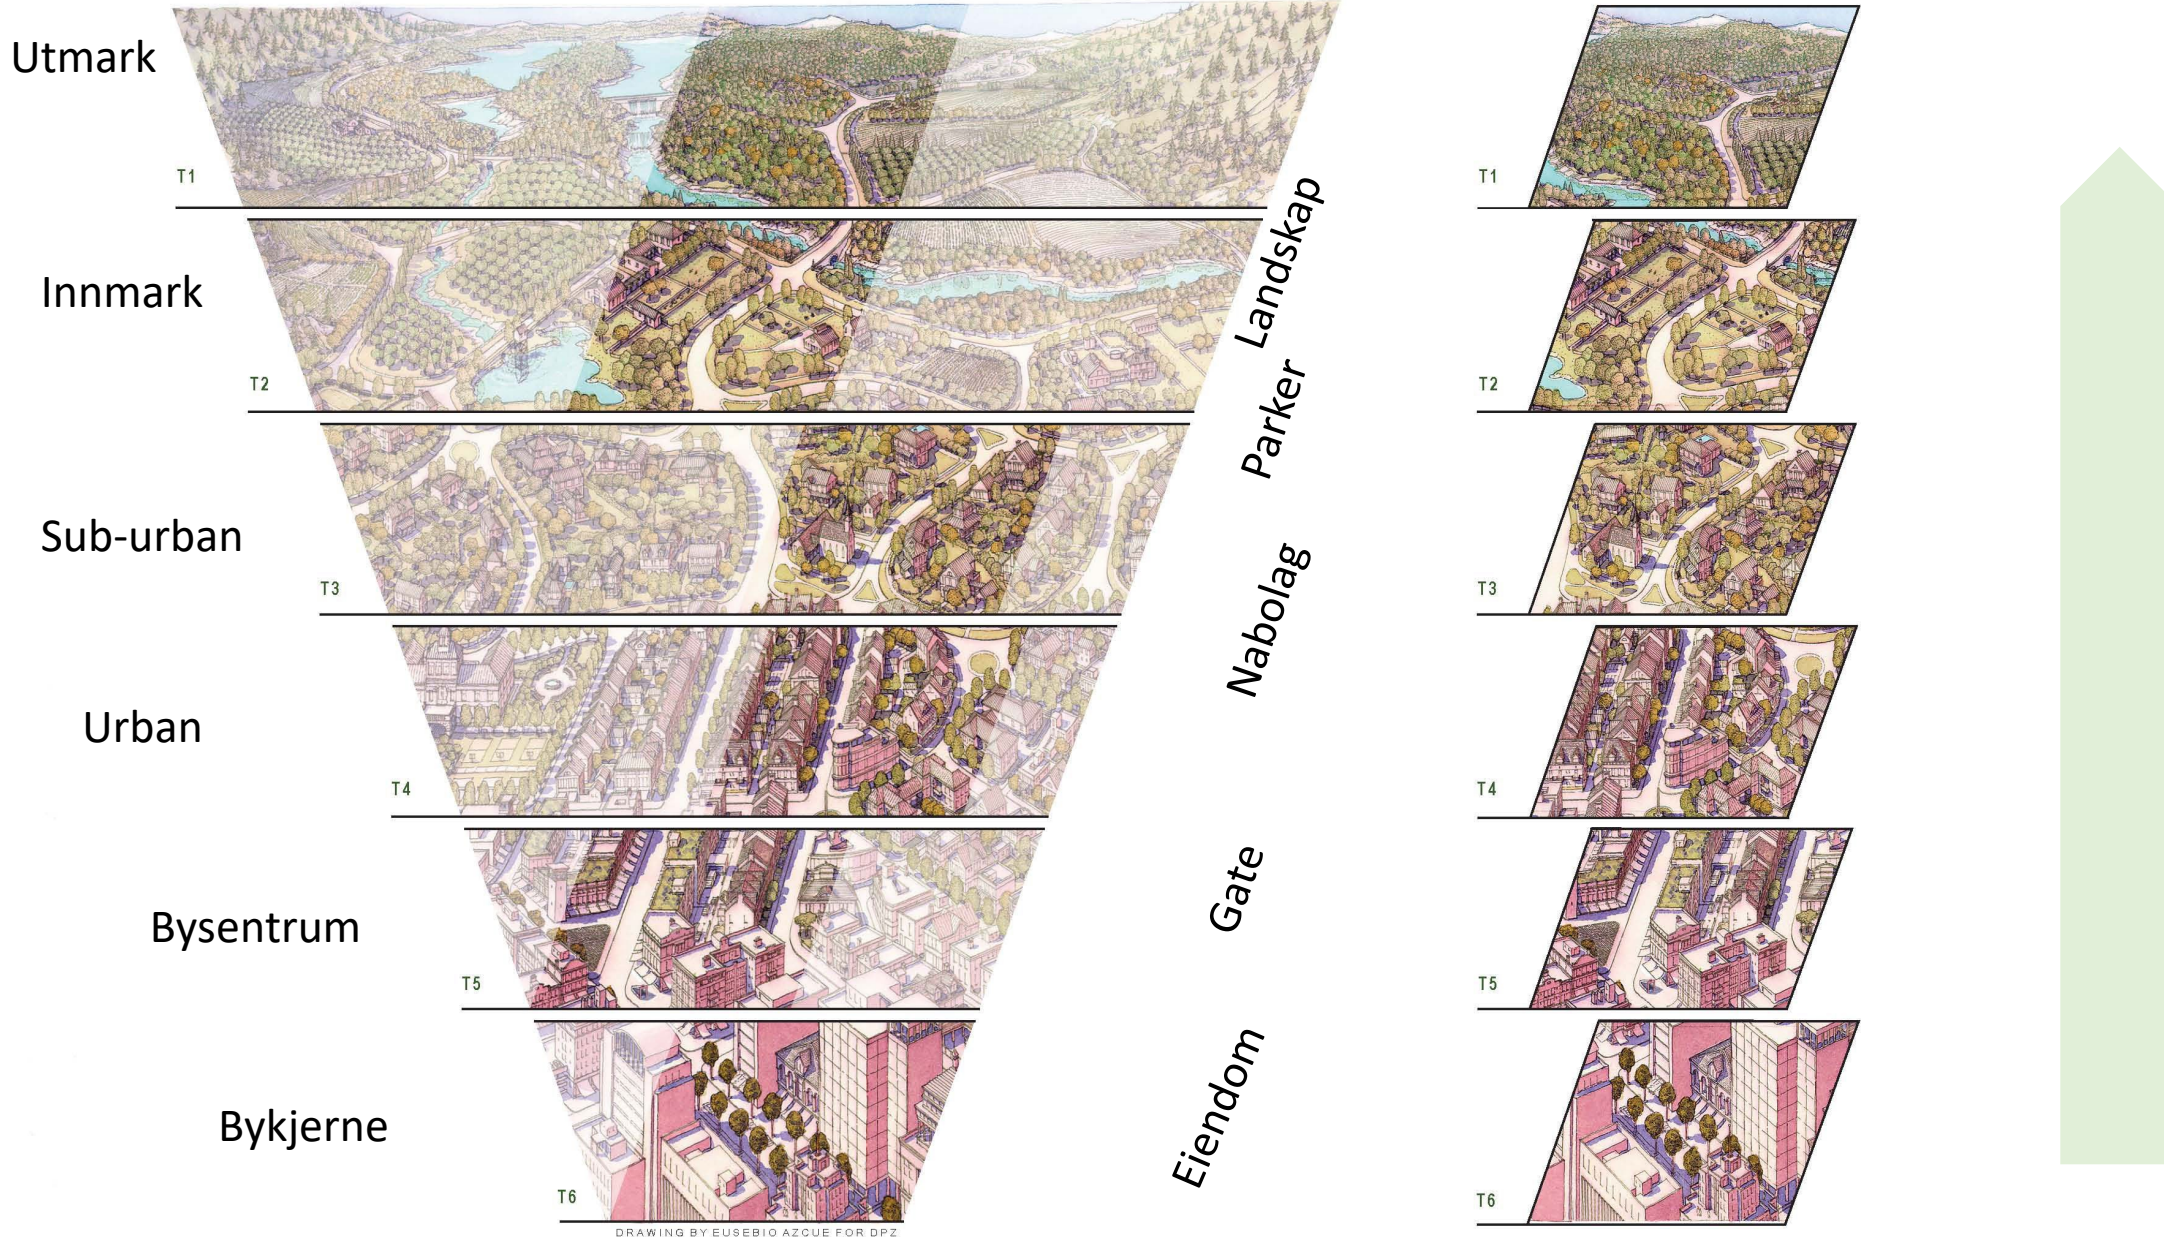 Utmark
T1
T1
Landskap
Innmark
T2
T2
Parker
Sub-urban
T3
T3
Nabolag
Urban
T4
T4
Gate
Bysentrum
T5
T5
Eiendom
Bykjerne
T6
T6
DRAWING BY EUSEBIO AZCUE FOR DPZ